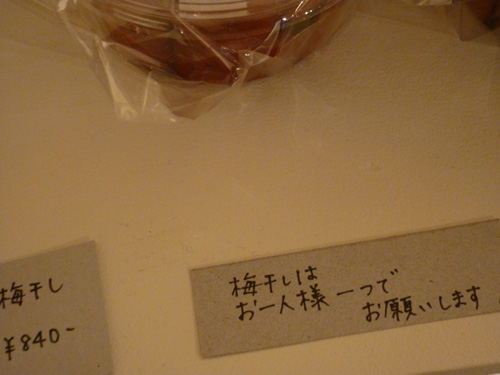 梅干し
¥840-
梅干しは
お一人様一つで
お願いします